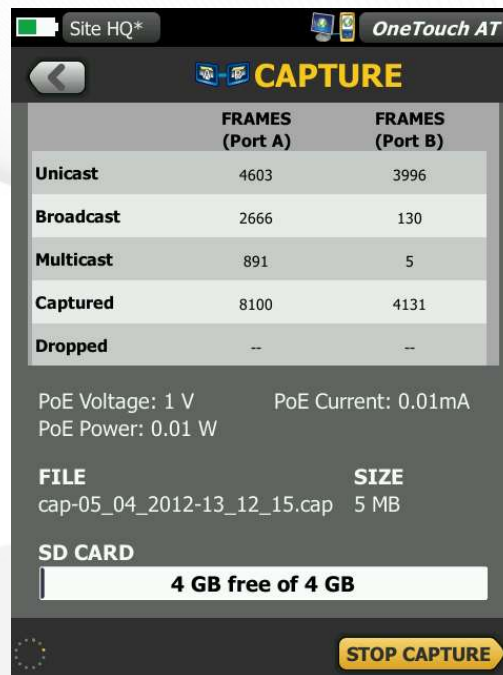 Site HQ* OneTouch AT
CAPTURE
FRAMES FRAMES
(Port A) (Port B)
Unicast 4603 3996
Broadcast 2666 130
Multicast 891 5
Captured 8100 4131
Dropped -- --
PoE Voltage: 1 V PoE Current: 0.01mA
PoE Power: 0.01 W
FILE SIZE
cap-05_04_2012-13_12_15.cap 5 MB
SD CARD
4 GB free of 4 GB
STOP CAPTURE